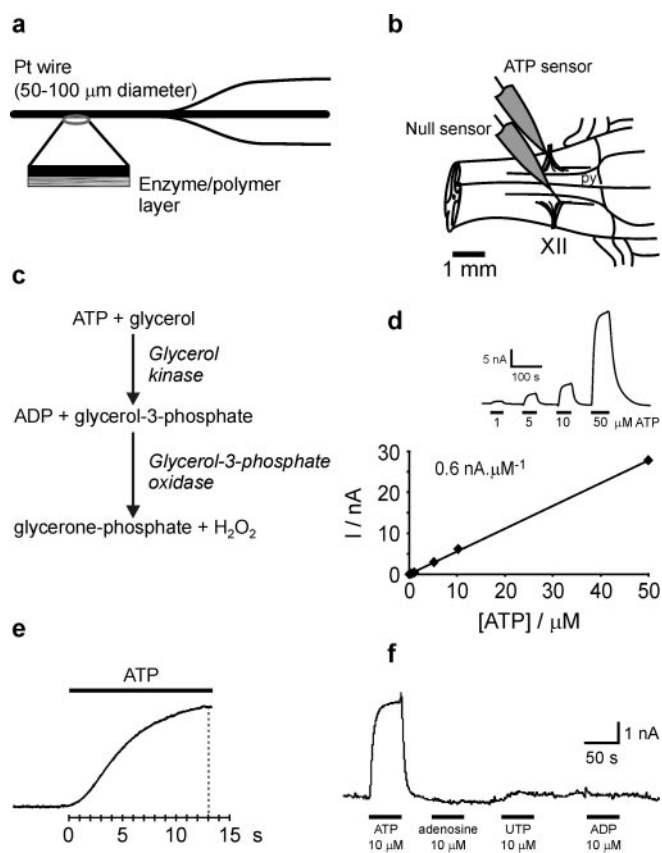 a
Pt wire
(50-100 μm diameter)
Enzyme/polymer
layer
b
ATP sensor
Null sensor
py
XII
1 mm
c
ATP + glycerol
Glycerol
kinase
ADP + glycerol-3-phosphate
Glycerol-3-phosphate
oxidase
glycerone-phosphate + H₂O₂
d
5 nA
100 s
1 5 10 50 μM ATP
0.6 nA.μM⁻¹
I / nA
30
20
10
0
0 10 20 30 40 50
[ATP] / μM
e
ATP
0 5 10 15 s
f
1 nA
50 s
ATP adenosine UTP ADP
10 μM 10 μM 10 μM 10 μM